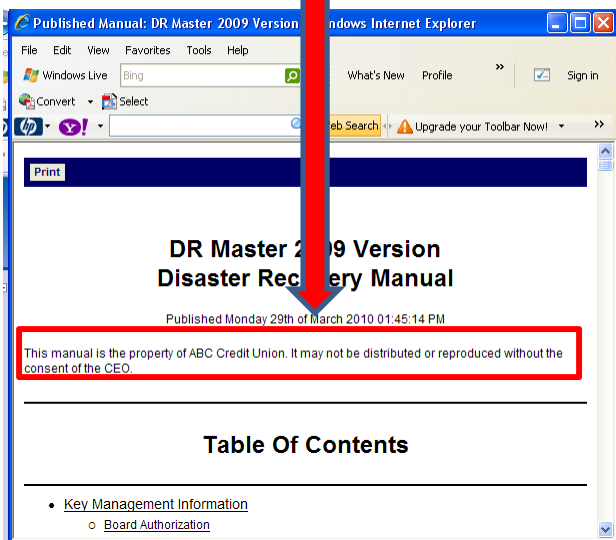 Published Manual: DR Master 2009 Version ndows Internet Explorer
File Edit View Favorites Tools Help
Windows Live Bing What's New Profile » Sign in
Convert Select
hp Y! eb Search Upgrade your Toolbar Now! »
Print
DR Master 2 09 Version
Disaster Rec ery Manual
Published Monday 29th of March 2010 01:45:14 PM
This manual is the property of ABC Credit Union. It may not be distributed or reproduced without the
consent of the CEO.
Table Of Contents
Key Management Information
Board Authorization